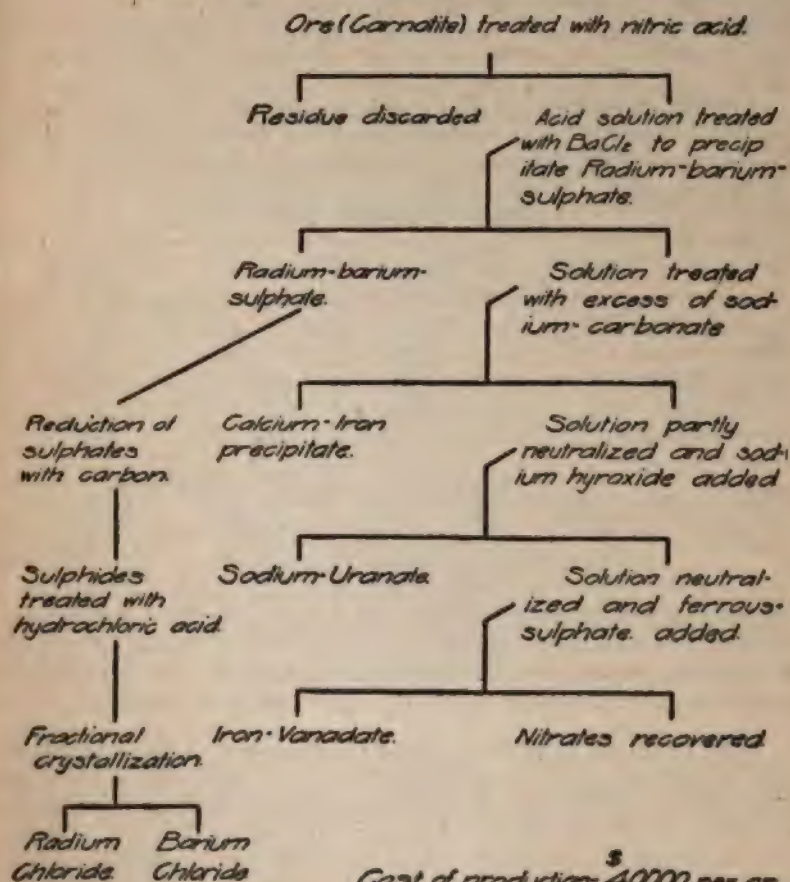 Ore (Carnotite) treated with nitric acid.
Residue discarded
Acid solution treated
with BaCl₂ to precip
itate Radium-barium-
sulphate.
Radium-barium-
sulphate.
Solution treated
with excess of sod-
ium-carbonate
Reduction of
sulphates
with carbon.
Calcium-Iron
precipitate.
Solution partly
neutralized and sod-
ium hyroxide added
Sulphides
treated with
hydrochloric acid.
Sodium-Uranate.
Solution neutral-
ized and ferrous-
sulphate. added.
Fractional
crystallization.
Iron-Vanadate.
Nitrates recovered.
Radium
Chloride.
Barium
Chloride
Cost of production-